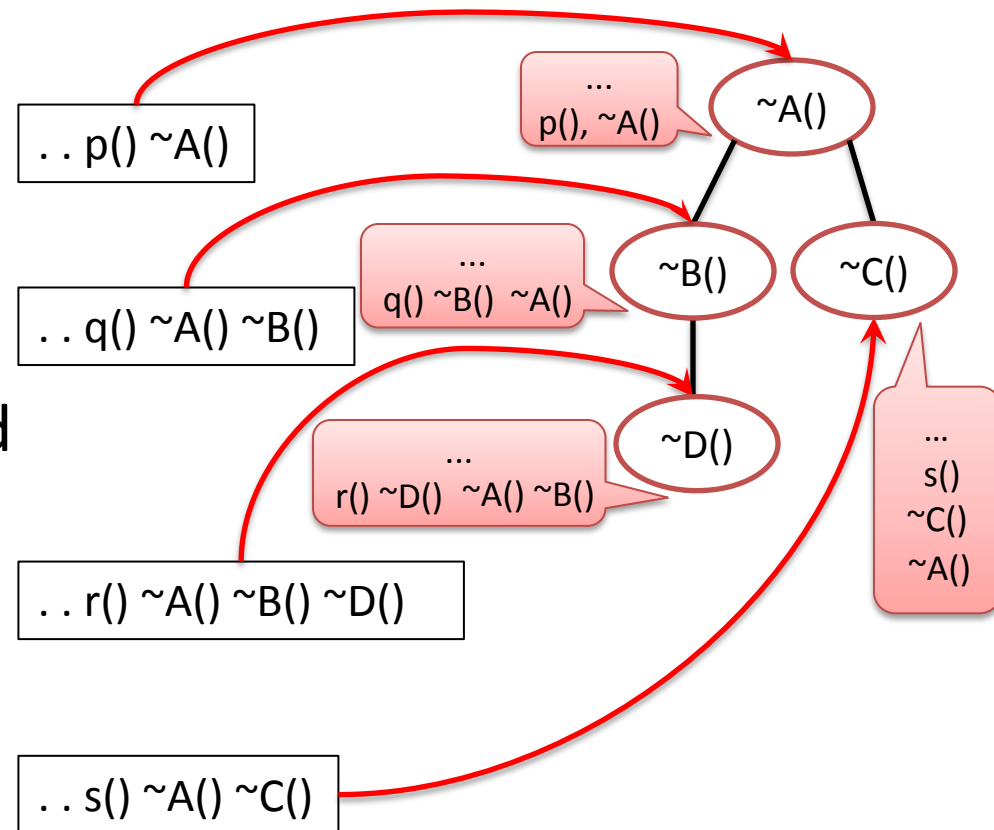 ...
p(), ~A()
~A()
. . p() ~A()
...
q() ~B() ~A()
~B()
~C()
. . q() ~A() ~B()
...
r() ~D() ~A() ~B()
~D()
...
s()
~C()
~A()
. . r() ~A() ~B() ~D()
. . s() ~A() ~C()